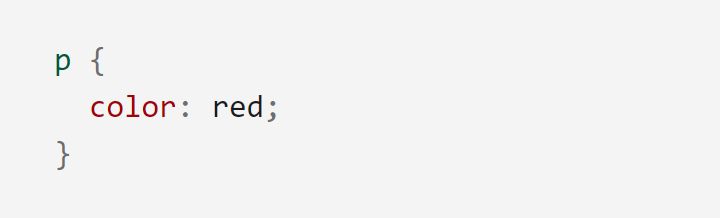 p {
  color: red;
}